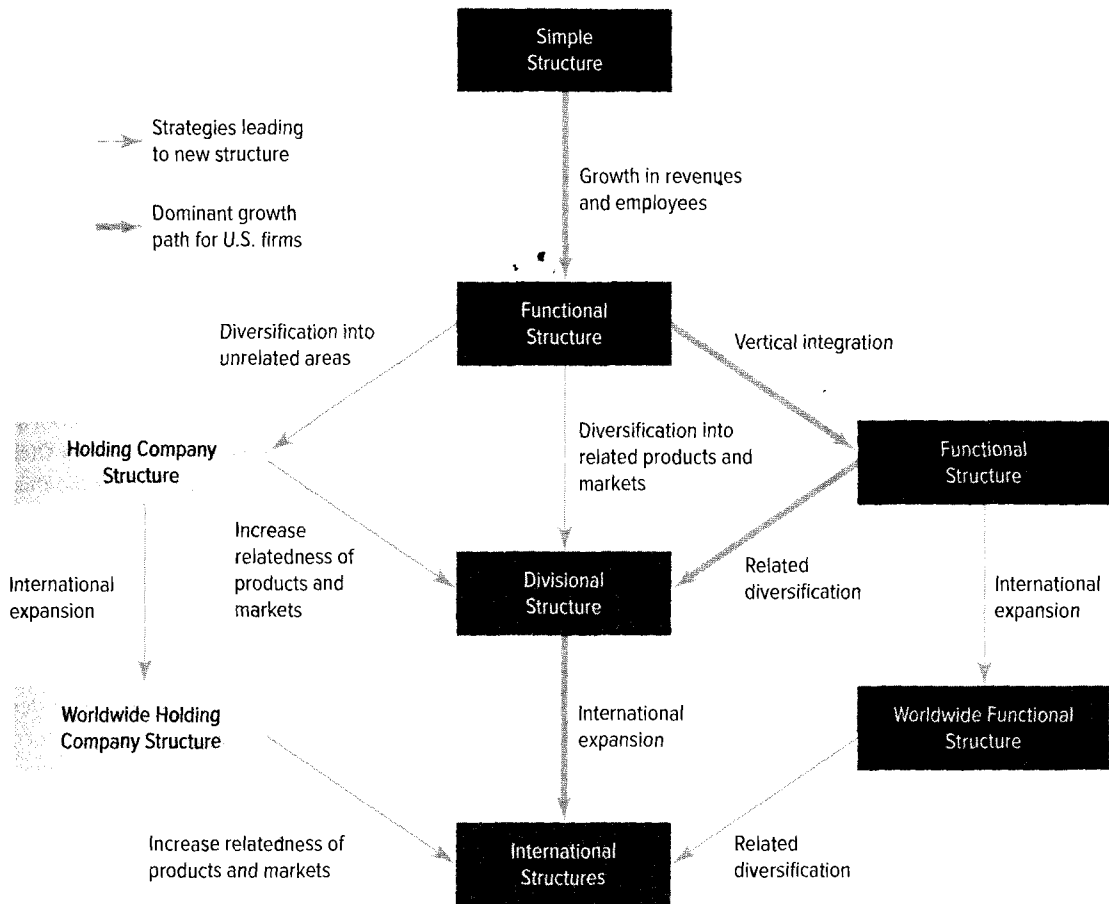 Simple
Structure
Strategies leading
to new structure
Growth in revenues
and employees
Dominant growth
path for U.S. firms
Functional
Structure
Diversification into
unrelated areas
Vertical integration
Holding Company
Structure
Diversification into
related products and
markets
Functional
Structure
Increase
relatedness of
products and
markets
Divisional
Structure
Related
diversification
International
expansion
International
expansion
Worldwide Holding
Company Structure
International
expansion
Worldwide Functional
Structure
Increase relatedness of
products and markets
International
Structures
Related
diversification